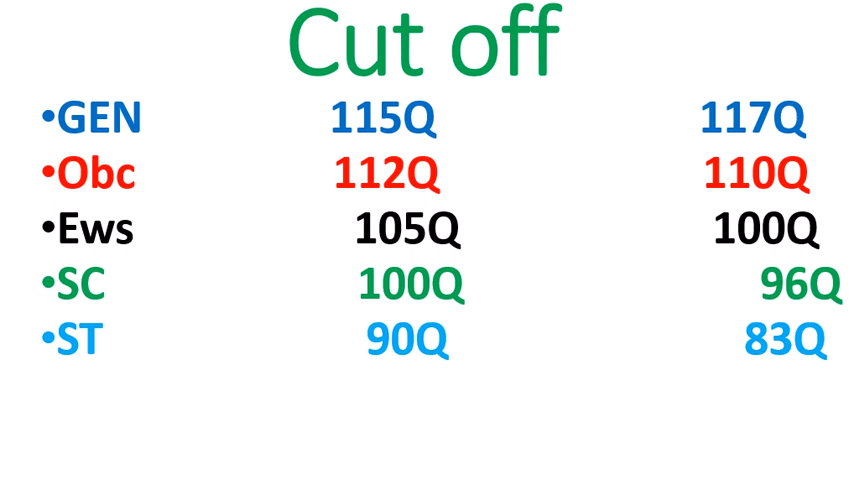 Cut off
•GEN 115Q 117Q
•Obc 112Q 110Q
•Ews 105Q 100Q
•SC 100Q 96Q
•ST 90Q 83Q